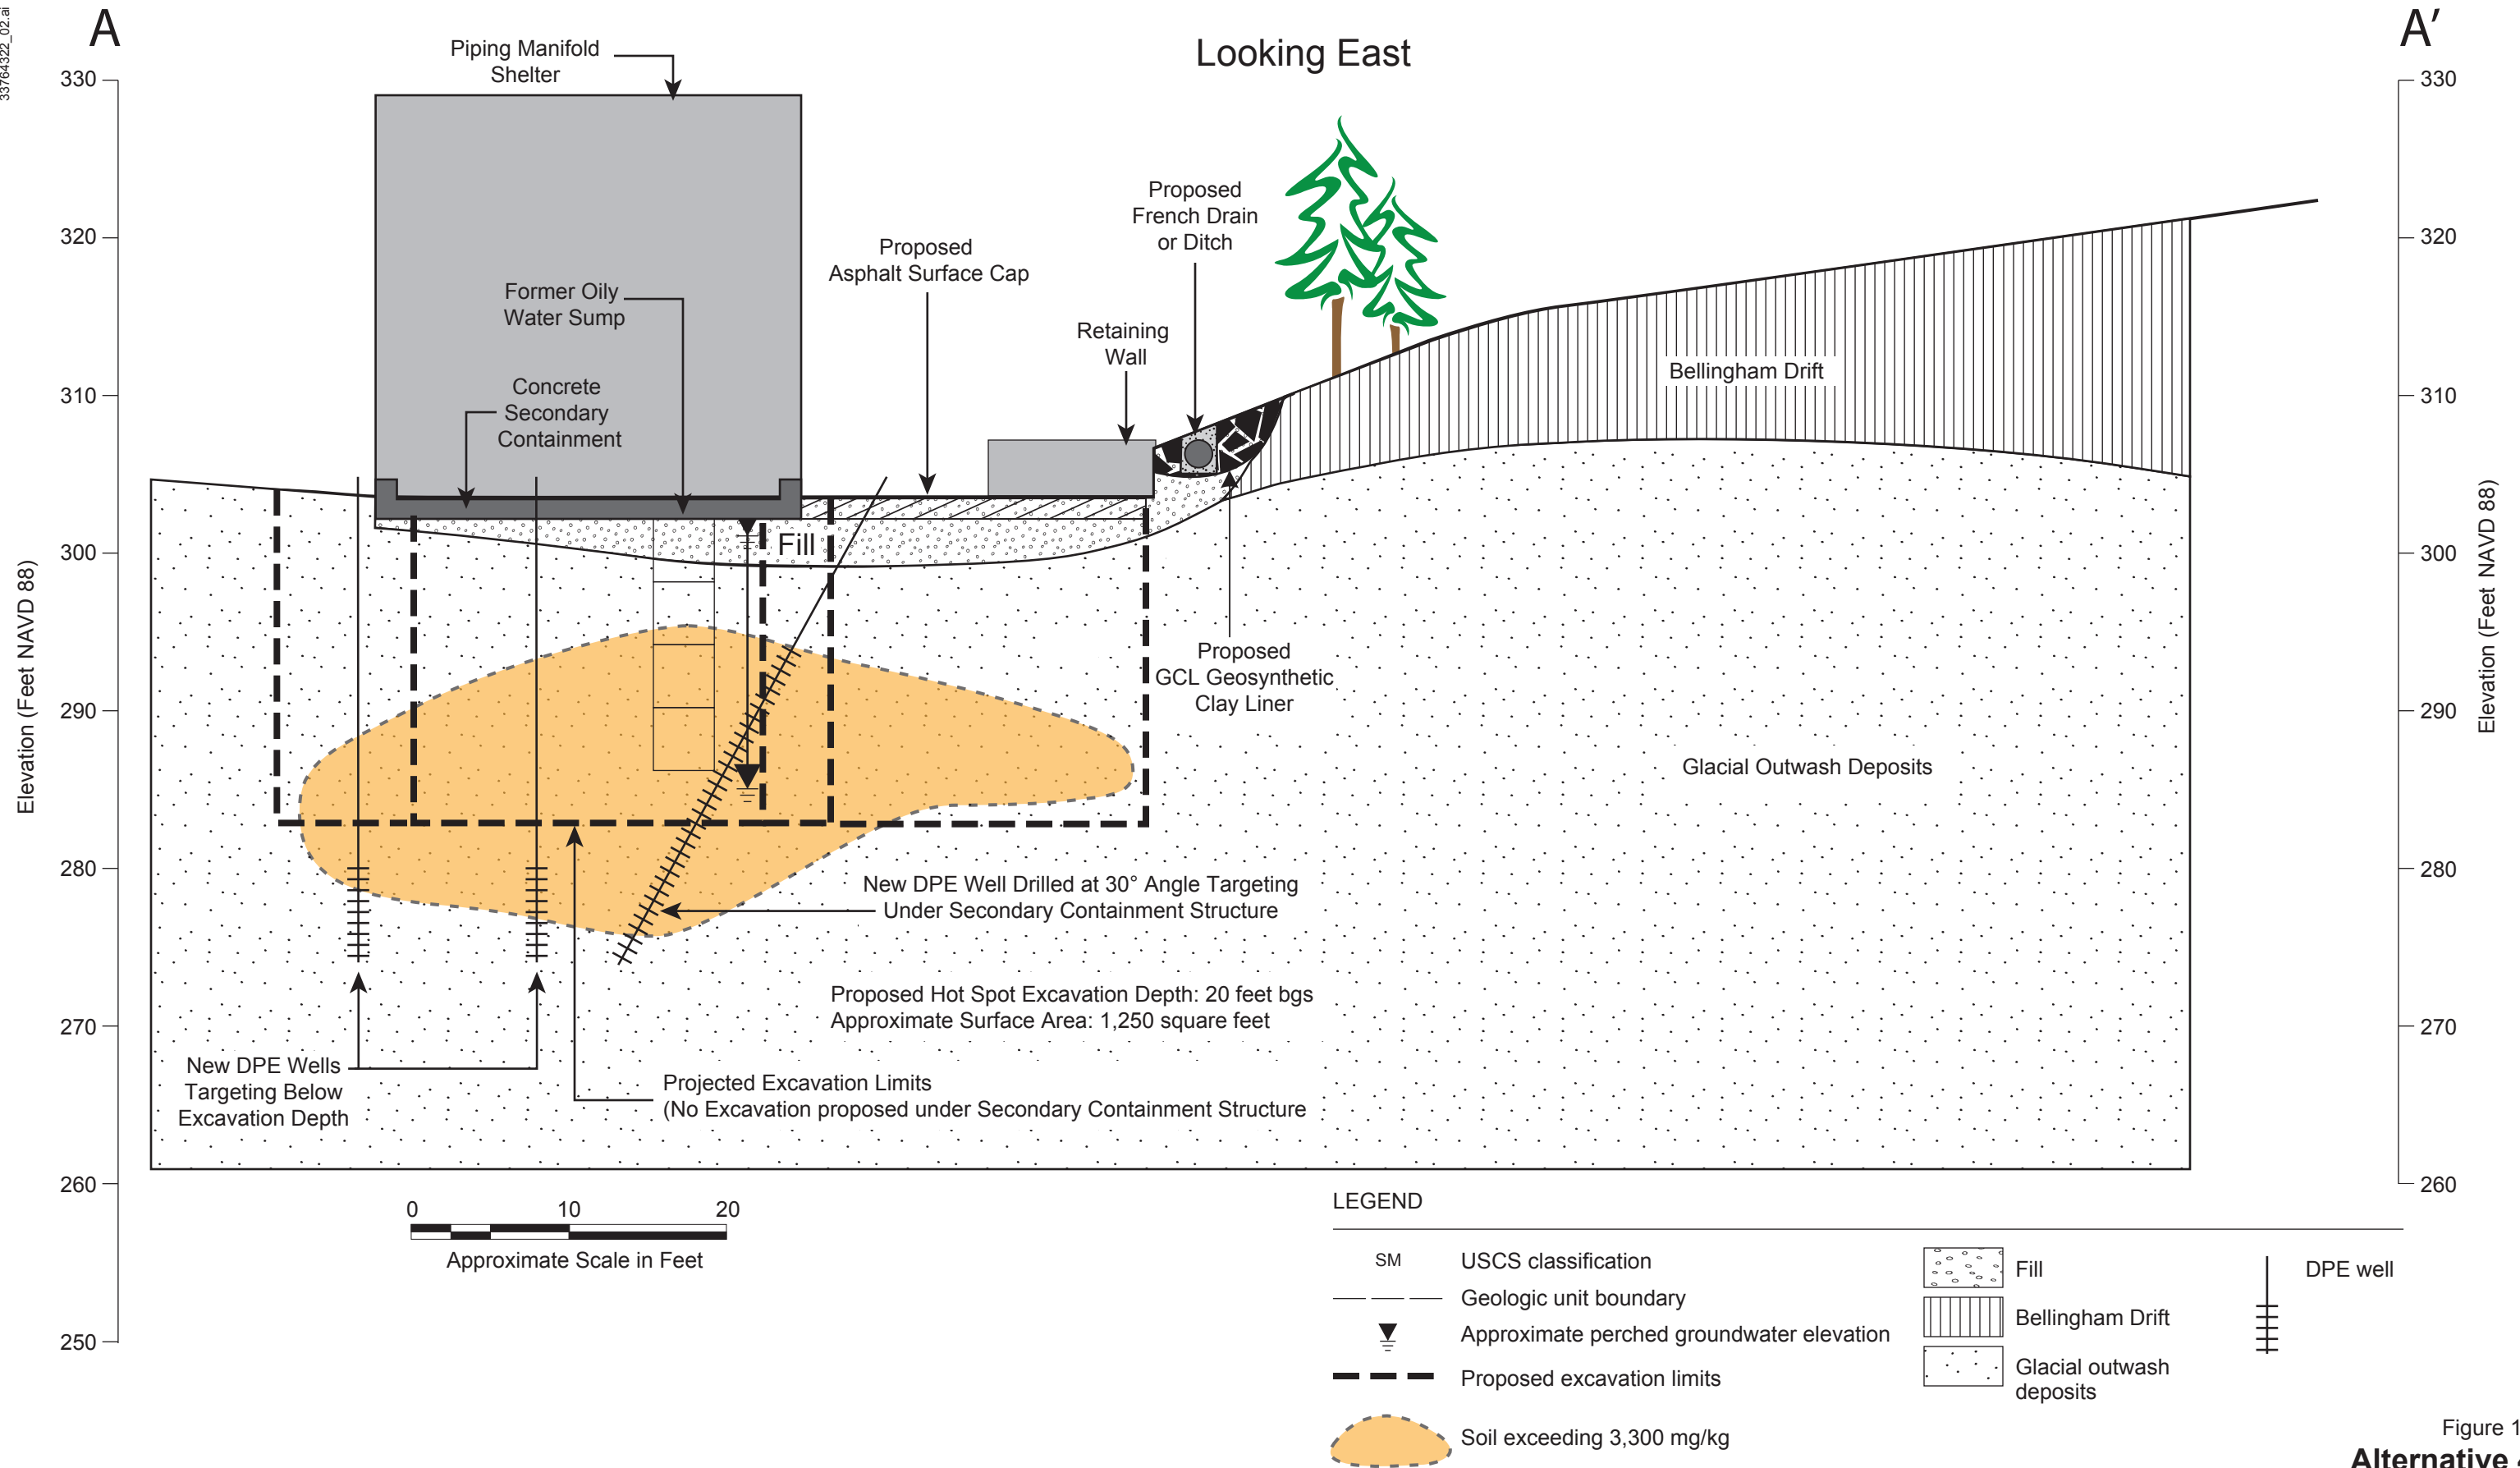 33764322_02.ai
A
A′
Looking East
Piping Manifold
Shelter
330
320
310
300
290
280
270
260
250
Elevation (Feet NAVD 88)
330
320
310
300
290
280
270
260
Elevation (Feet NAVD 88)
Former Oily
Water Sump
Concrete
Secondary
Containment
Proposed
Asphalt Surface Cap
Proposed
French Drain
or Ditch
Retaining
Wall
Bellingham Drift
Fill
Proposed
GCL Geosynthetic
Clay Liner
Glacial Outwash Deposits
New DPE Well Drilled at 30° Angle Targeting
Under Secondary Containment Structure
Proposed Hot Spot Excavation Depth: 20 feet bgs
Approximate Surface Area: 1,250 square feet
New DPE Wells
Targeting Below
Excavation Depth
Projected Excavation Limits
(No Excavation proposed under Secondary Containment Structure
0 10 20
Approximate Scale in Feet
LEGEND
SM USCS classification
Geologic unit boundary
Approximate perched groundwater elevation
Proposed excavation limits
Soil exceeding 3,300 mg/kg
Fill
Bellingham Drift
Glacial outwash
deposits
DPE well
Figure 1
Alternative